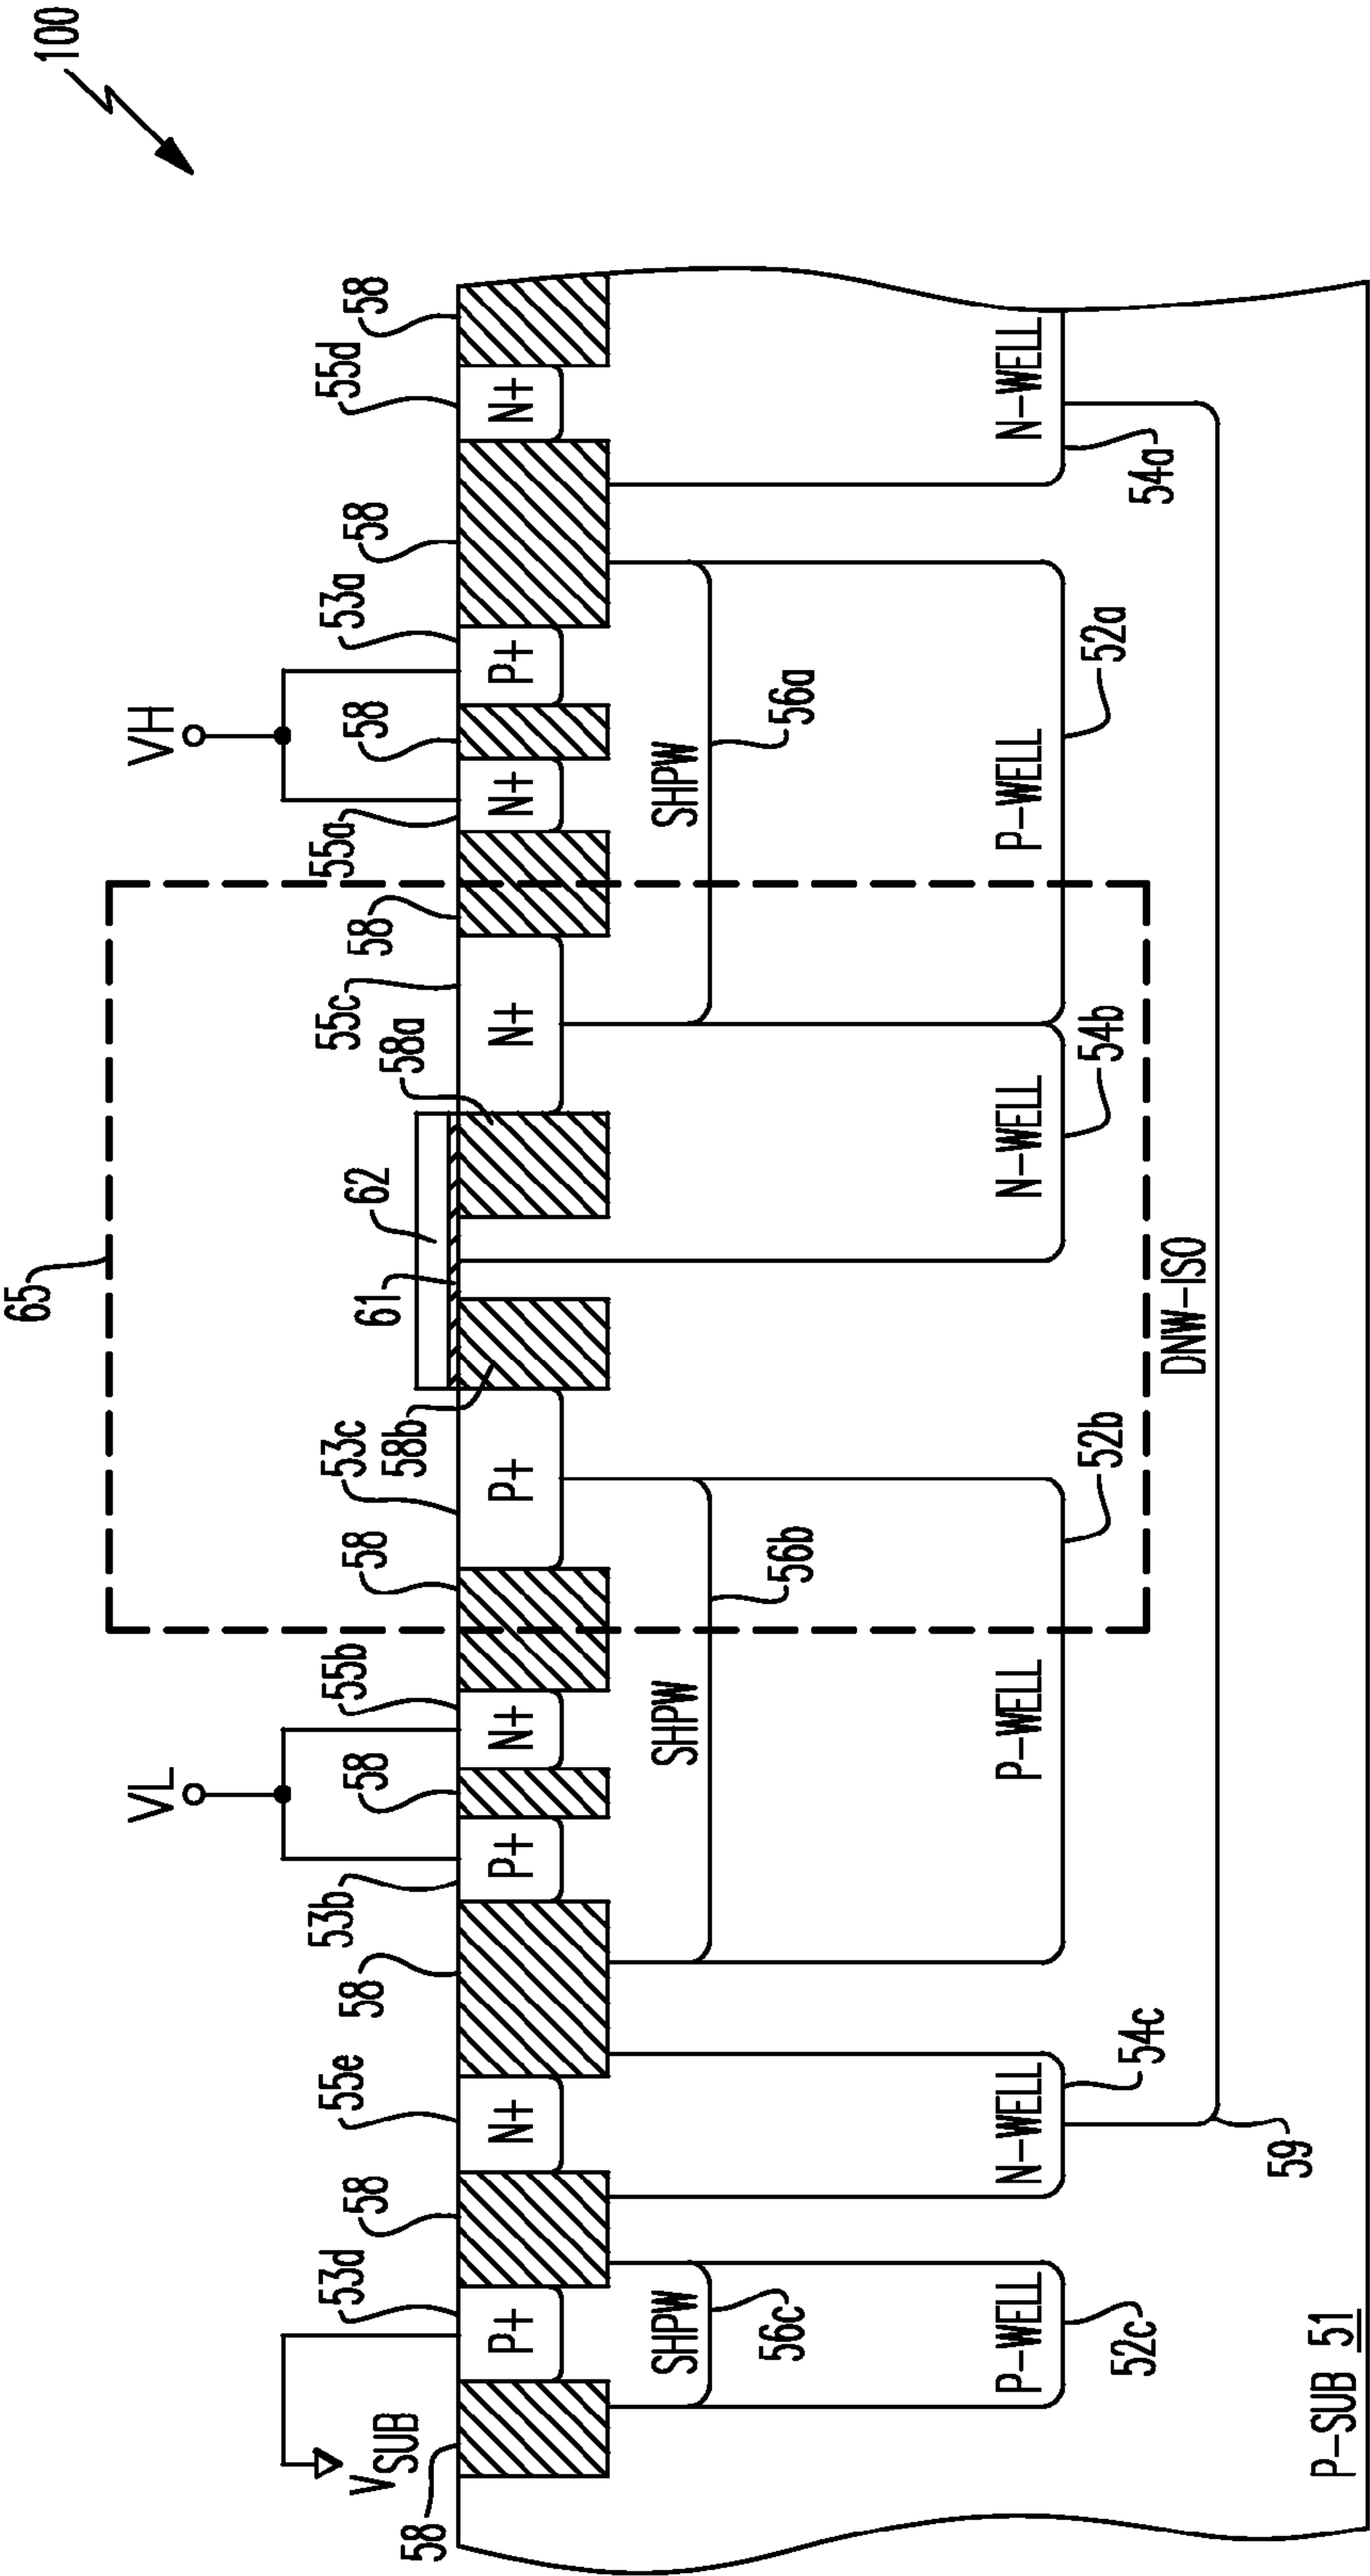 100
65
VL
VH
VSUB
58
53d
58
55e
58
53b
58
55b
58
53c
58b
61
62
58a
55c
58
55a
58
53a
58
55d
58
P+
N+
P+
N+
P+
N+
N+
P+
N+
SHPW
SHPW
SHPW
56c
56b
56a
P-WELL
N-WELL
P-WELL
N-WELL
P-WELL
N-WELL
52c
54c
52b
54b
52a
54a
DNW-ISO
59
P-SUB 51